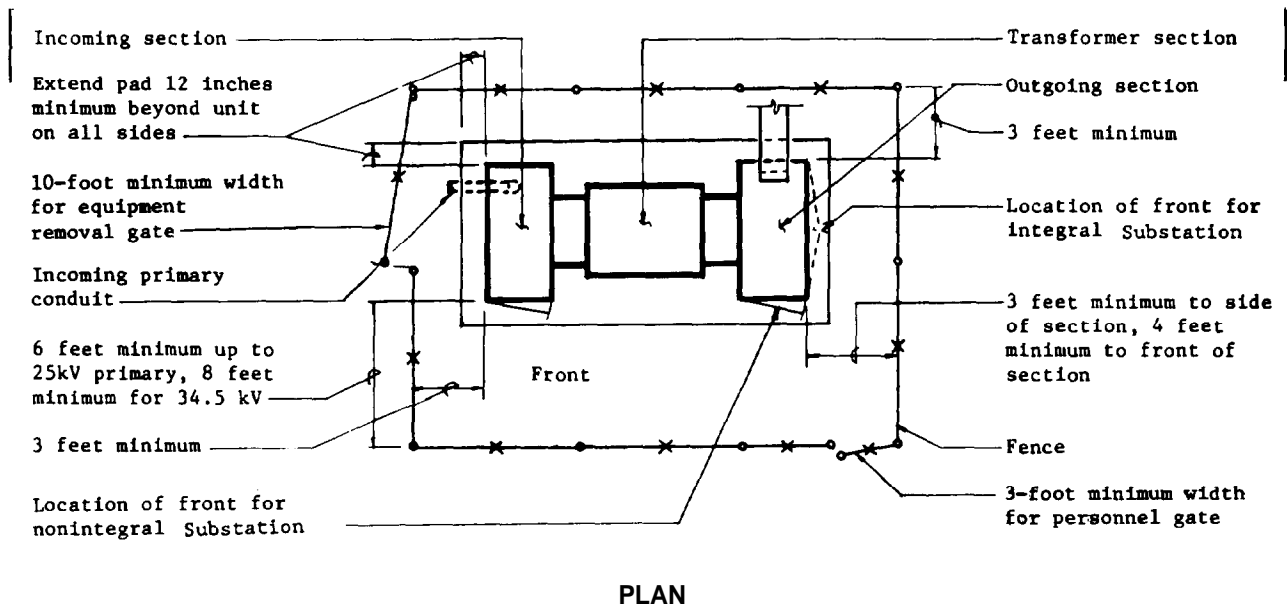 Incoming section
Extend pad 12 inches
minimum beyond unit
on all sides
10-foot minimum width
for equipment
removal gate
Incoming primary
conduit
6 feet minimum up to
25kV primary, 8 feet
minimum for 34.5 kV
3 feet minimum
Location of front for
nonintegral Substation
Front
Transformer section
Outgoing section
3 feet minimum
Location of front for
integral Substation
3 feet minimum to side
of section, 4 feet
minimum to front of
section
Fence
3-foot minimum width
for personnel gate
PLAN